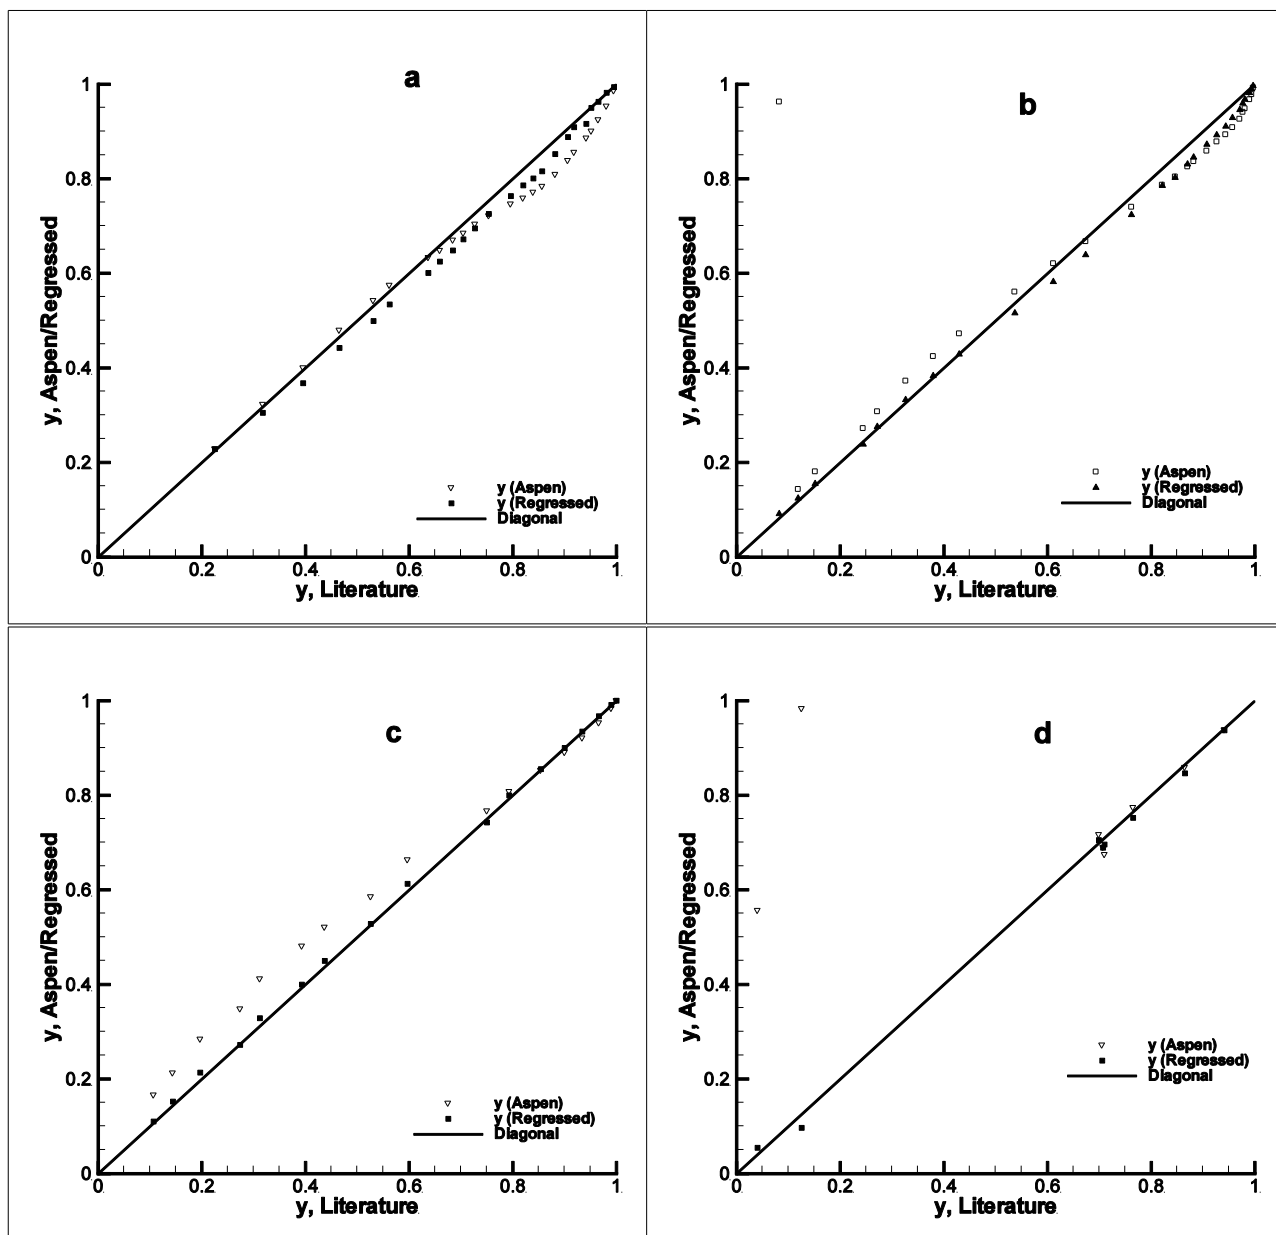 a
y, Aspen/Regressed
1
0.8
0.6
0.4
0.2
0
y (Aspen)
y (Regressed)
Diagonal
0 0.2 0.4 0.6 0.8 1
y, Literature
b
y, Aspen/Regressed
1
0.8
0.6
0.4
0.2
0
y (Aspen)
y (Regressed)
Diagonal
0 0.2 0.4 0.6 0.8 1
y, Literature
c
y, Aspen/Regressed
1
0.8
0.6
0.4
0.2
0
y (Aspen)
y (Regressed)
Diagonal
0 0.2 0.4 0.6 0.8 1
y, Literature
d
y, Aspen/Regressed
1
0.8
0.6
0.4
0.2
0
y (Aspen)
y (Regressed)
Diagonal
0 0.2 0.4 0.6 0.8 1
y, Literature